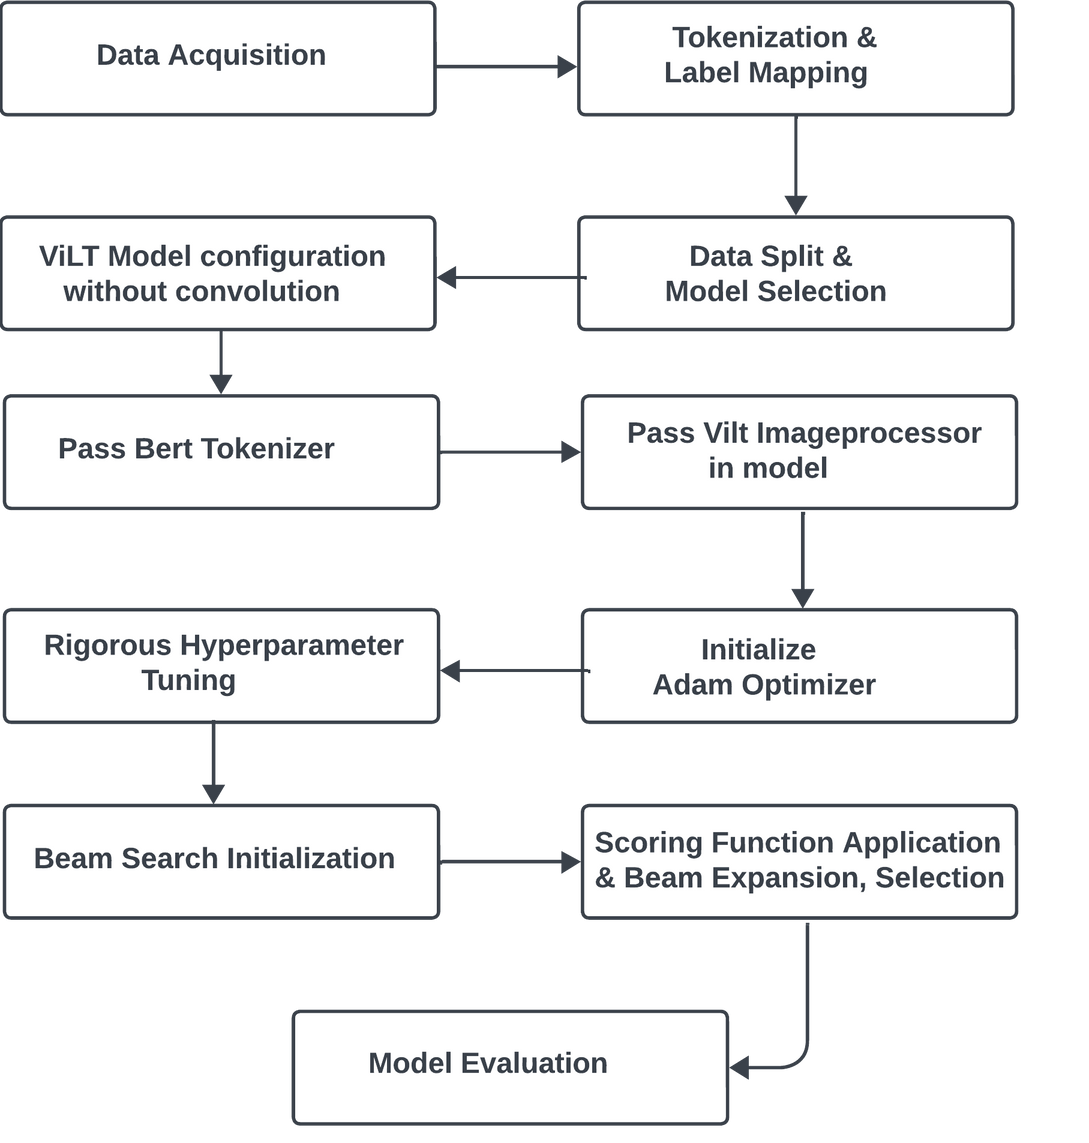 Data Acquisition
Tokenization &
Label Mapping
Data Split &
Model Selection
ViLT Model configuration
without convolution
Pass Bert Tokenizer
Pass Vilt Imageprocessor
in model
Initialize
Adam Optimizer
Rigorous Hyperparameter
Tuning
Beam Search Initialization
Scoring Function Application
& Beam Expansion, Selection
Model Evaluation